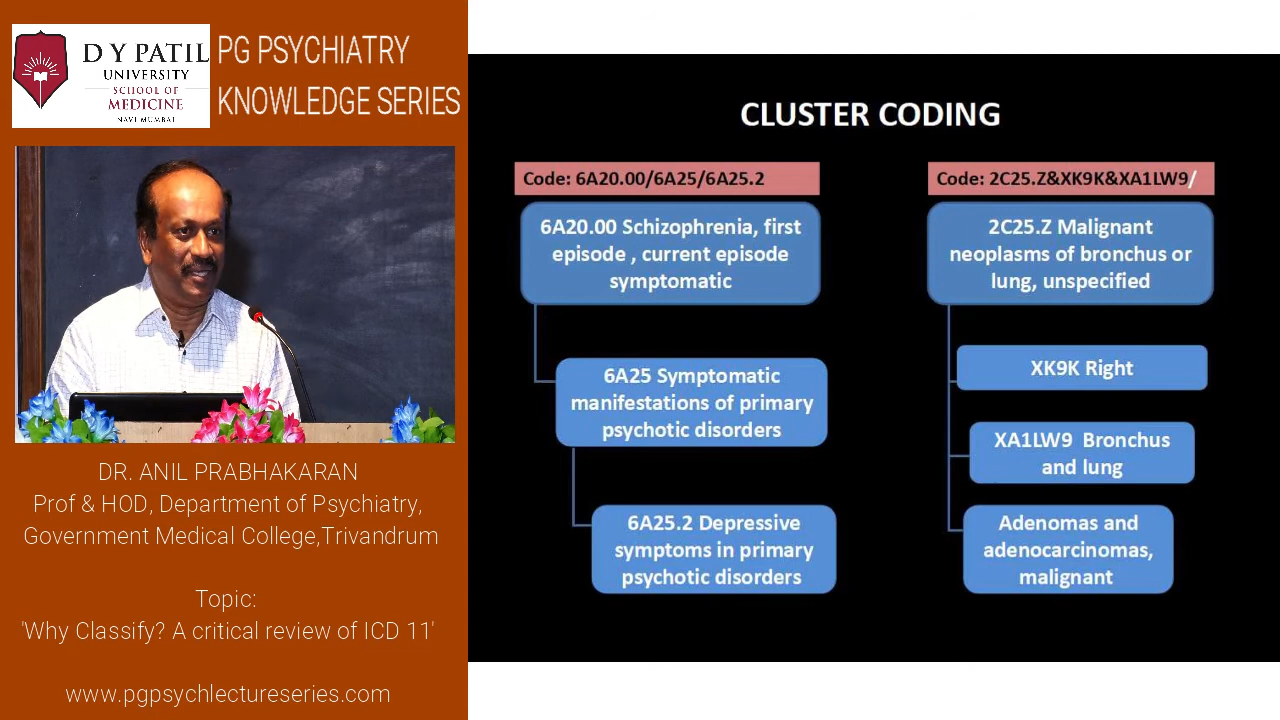 D Y PATIL
UNIVERSITY
SCHOOL OF
MEDICINE
NAVI MUMBAI
PG PSYCHIATRY
KNOWLEDGE SERIES
DR. ANIL PRABHAKARAN
Prof & HOD, Department of Psychiatry,
Government Medical College,Trivandrum
Topic:
'Why Classify? A critical review of ICD 11'
www.pgpsychlectureseries.com
CLUSTER CODING
Code: 6A20.00/6A25/6A25.2
6A20.00 Schizophrenia, first
episode , current episode
symptomatic
6A25 Symptomatic
manifestations of primary
psychotic disorders
6A25.2 Depressive
symptoms in primary
psychotic disorders
Code: 2C25.Z&XK9K&XA1LW9/
2C25.Z Malignant
neoplasms of bronchus or
lung, unspecified
XK9K Right
XA1LW9 Bronchus
and lung
Adenomas and
adenocarcinomas,
malignant